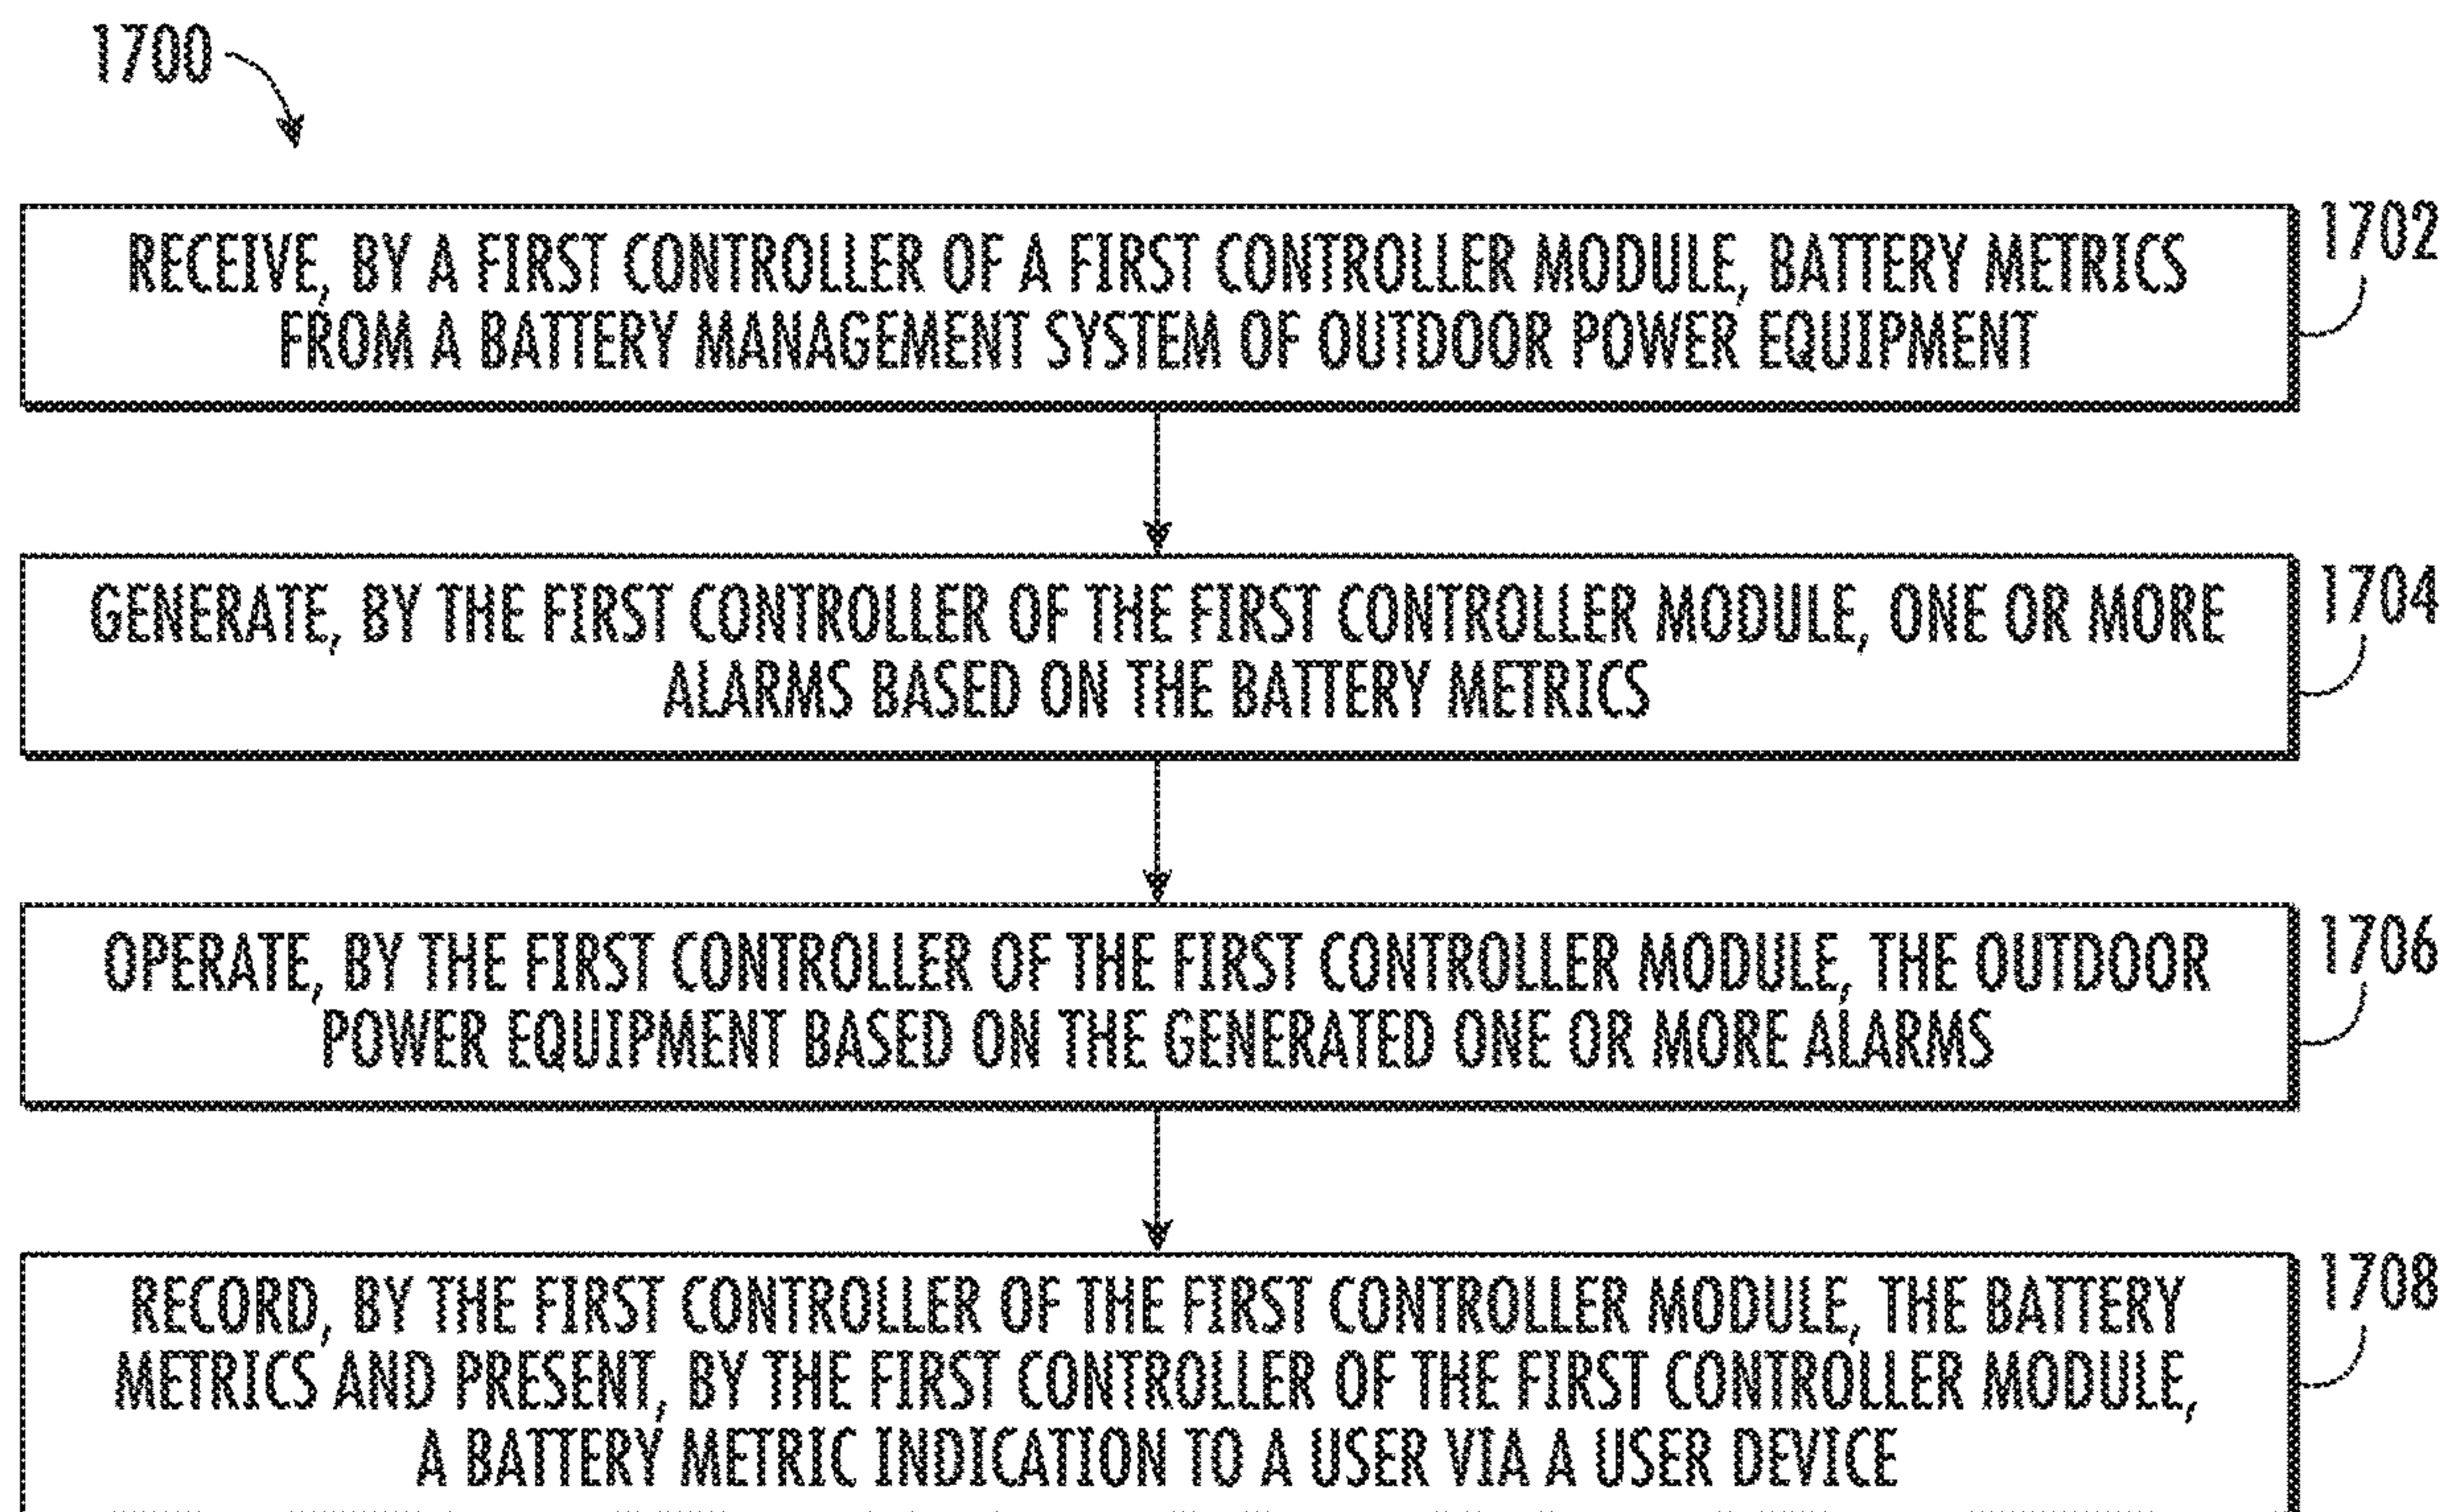 1700
RECEIVE, BY A FIRST CONTROLLER OF A FIRST CONTROLLER MODULE, BATTERY METRICS
FROM A BATTERY MANAGEMENT SYSTEM OF OUTDOOR POWER EQUIPMENT
1702
GENERATE, BY THE FIRST CONTROLLER OF THE FIRST CONTROLLER MODULE, ONE OR MORE
ALARMS BASED ON THE BATTERY METRICS
1704
OPERATE, BY THE FIRST CONTROLLER OF THE FIRST CONTROLLER MODULE, THE OUTDOOR
POWER EQUIPMENT BASED ON THE GENERATED ONE OR MORE ALARMS
1706
RECORD, BY THE FIRST CONTROLLER OF THE FIRST CONTROLLER MODULE, THE BATTERY
METRICS AND PRESENT, BY THE FIRST CONTROLLER OF THE FIRST CONTROLLER MODULE,
A BATTERY METRIC INDICATION TO A USER VIA A USER DEVICE
1708